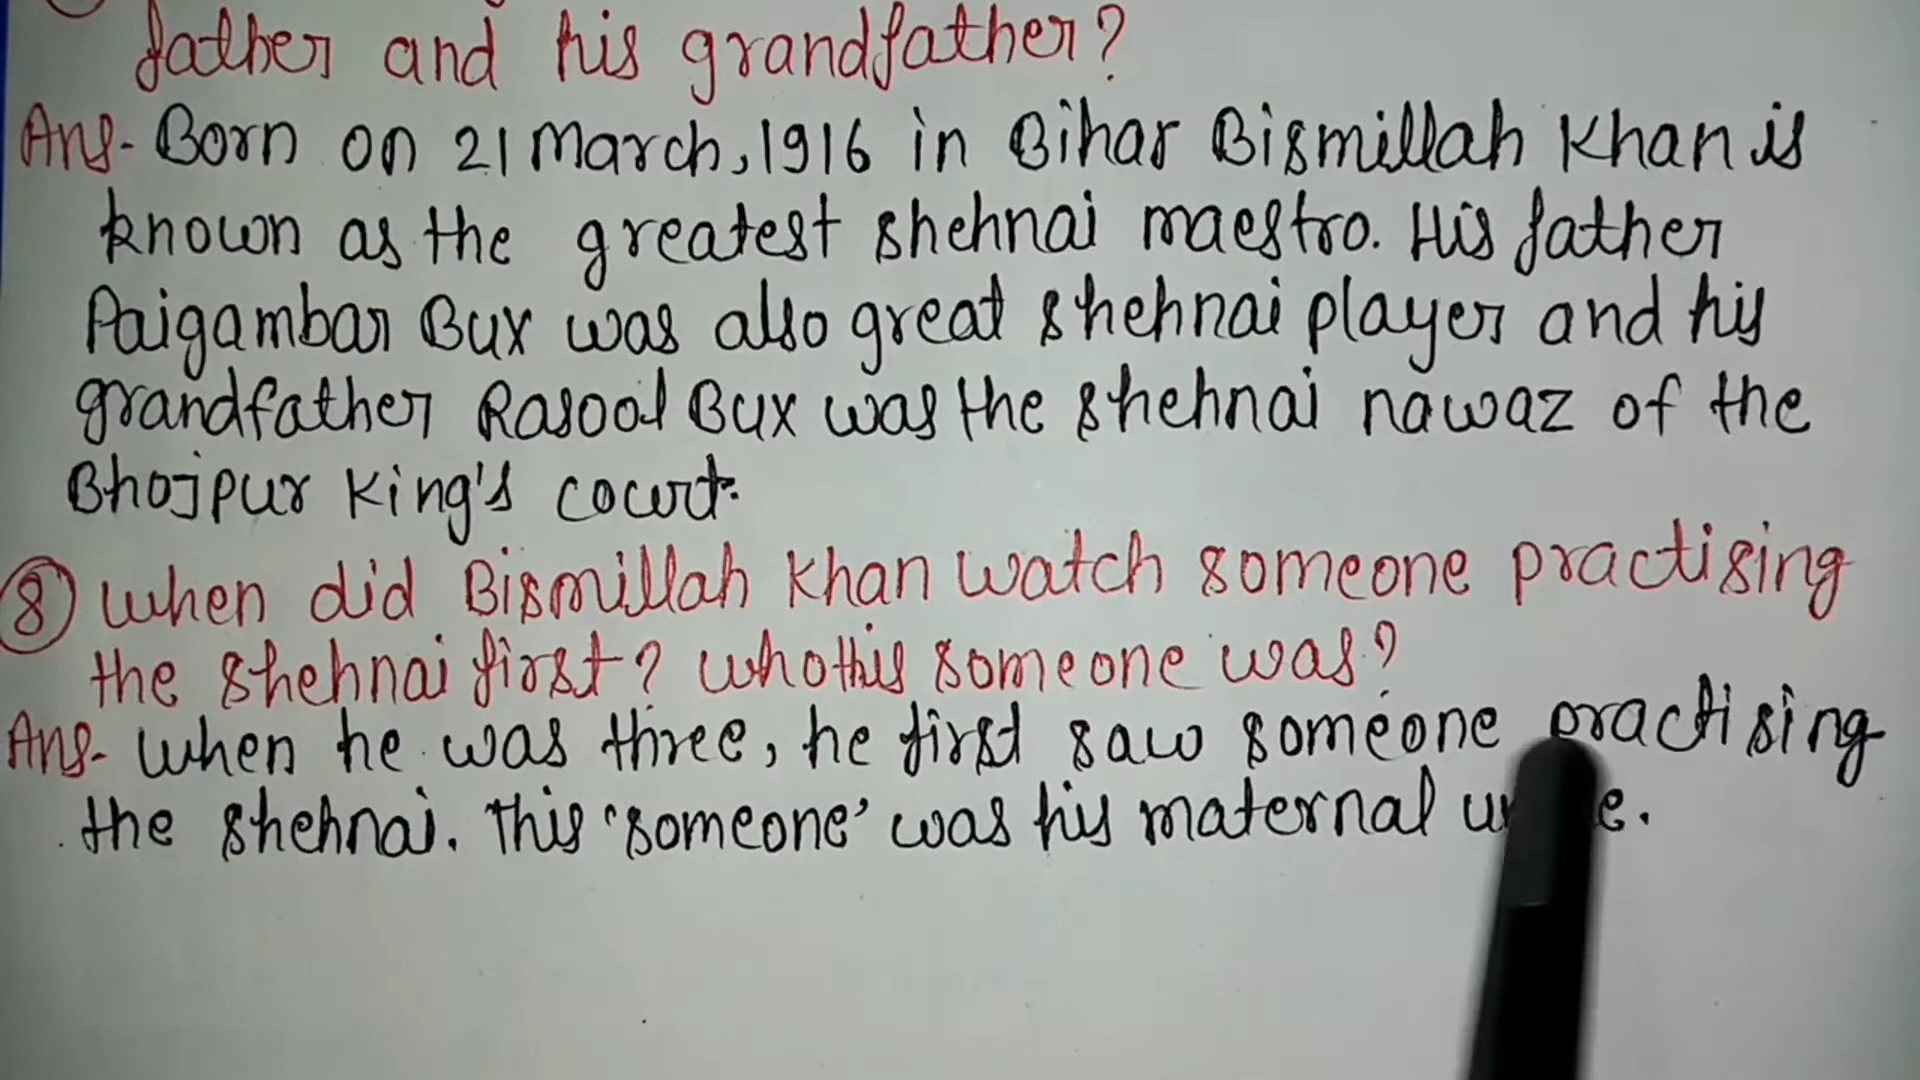 father and his grandfather?
Ans- Born on 21 March, 1916 in Bihar Bismillah Khan is
known as the greatest shehnai maestro. His father
Paigambar Bux was also great shehnai player and his
grandfather Rasool Bux was the shehnai nawaz of the
Bhojpur King's court.
8 When did Bismillah Khan watch someone practising
the shehnai first? who this someone was?
Ans- When he was three, he first saw someone practising
the shehnai. This 'someone' was his maternal